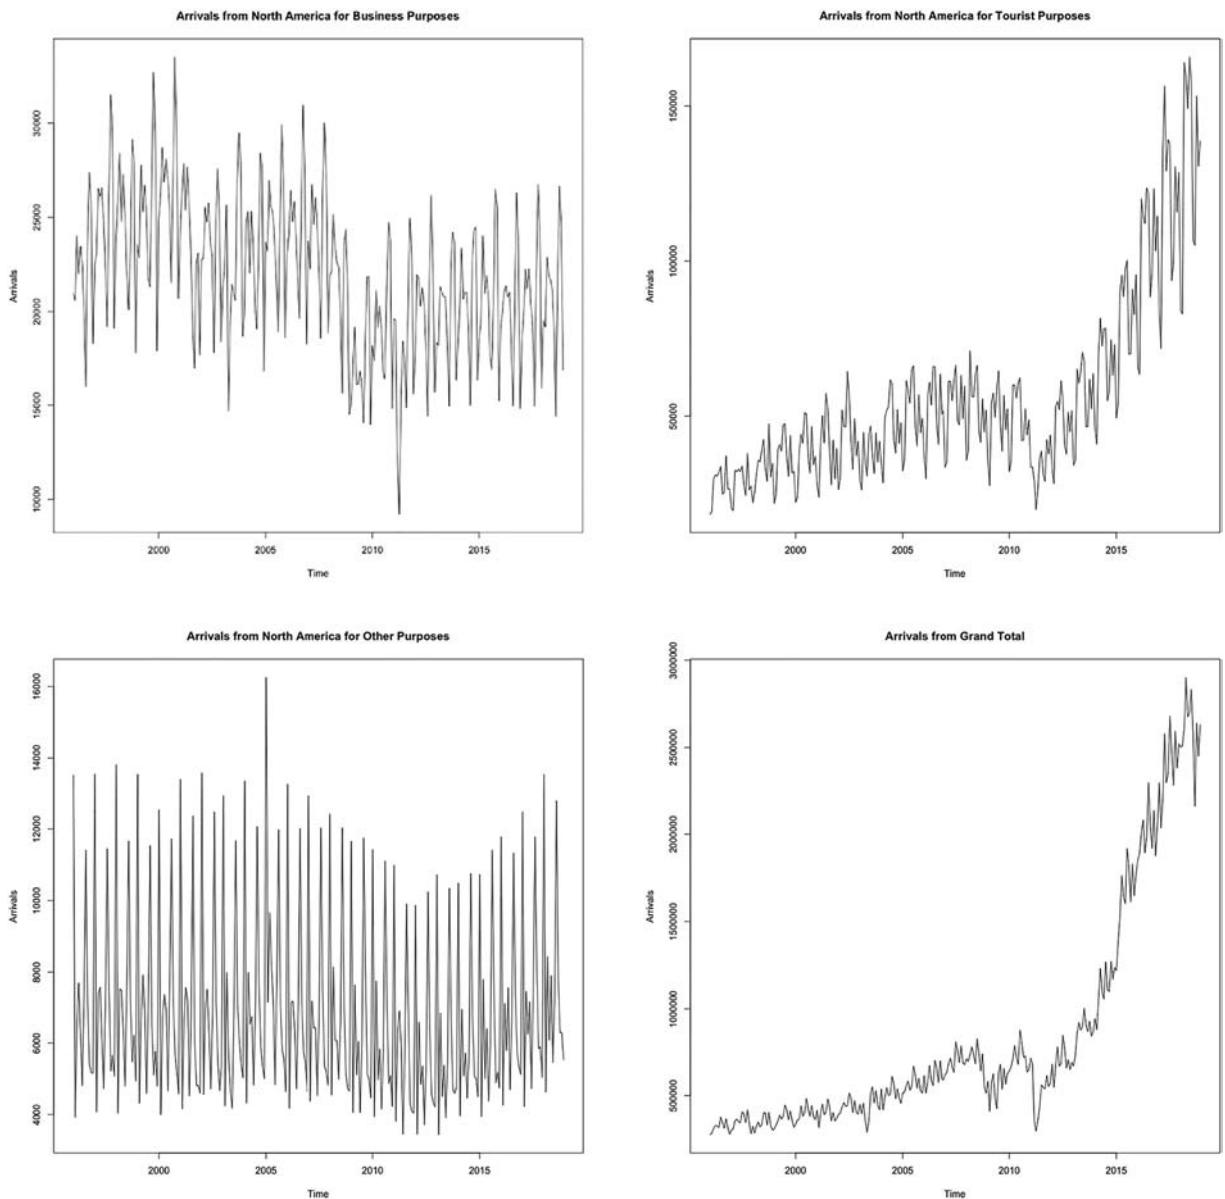 Arrivals from North America for Business Purposes
Arrivals
30000
25000
20000
15000
10000
2000 2005 2010 2015
Time
Arrivals from North America for Tourist Purposes
Arrivals
150000
100000
50000
2000 2005 2010 2015
Time
Arrivals from North America for Other Purposes
Arrivals
16000
14000
12000
10000
8000
6000
4000
2000 2005 2010 2015
Time
Arrivals from Grand Total
Arrivals
3000000
2500000
2000000
1500000
1000000
500000
2000 2005 2010 2015
Time